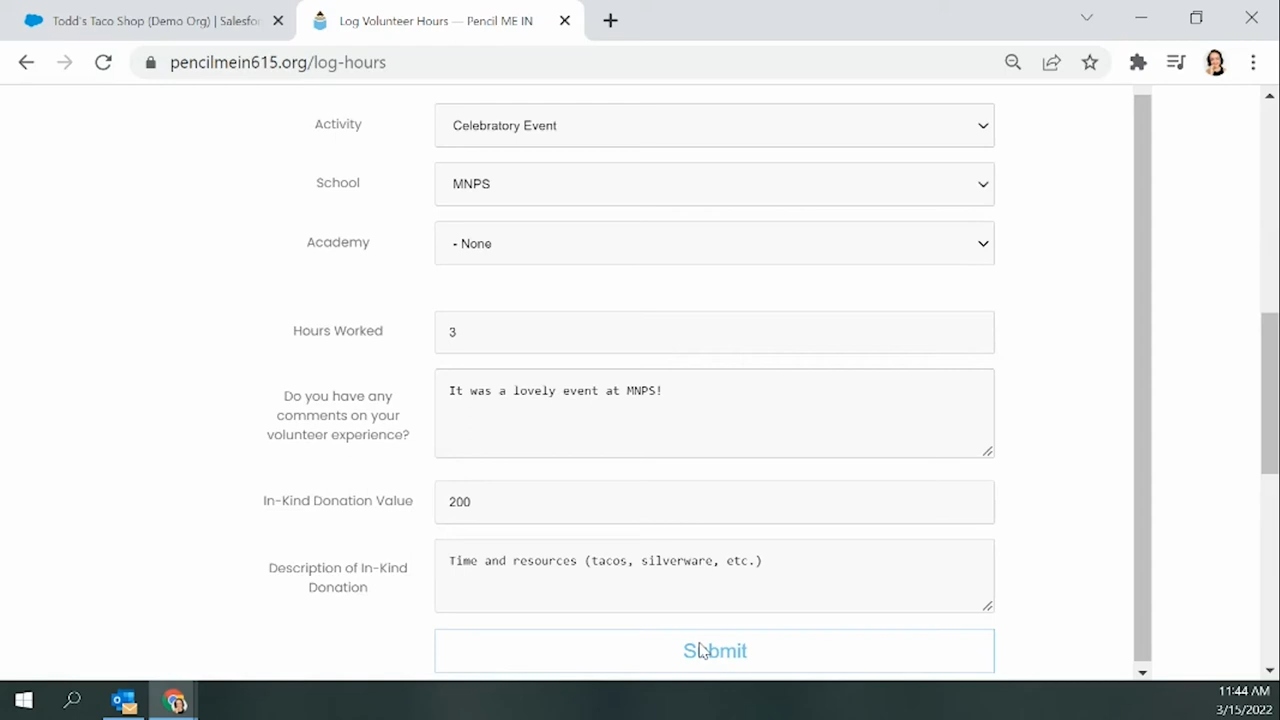 Todd's Taco Shop (Demo Org) | Salesfor
Log Volunteer Hours — Pencil ME IN
pencilmein615.org/log-hours
Activity
Celebratory Event
School
MNPS
Academy
- None
Hours Worked
3
Do you have any
comments on your
volunteer experience?
It was a lovely event at MNPS!
In-Kind Donation Value
200
Description of In-Kind
Donation
Time and resources (tacos, silverware, etc.)
Submit
11:44 AM
3/15/2022